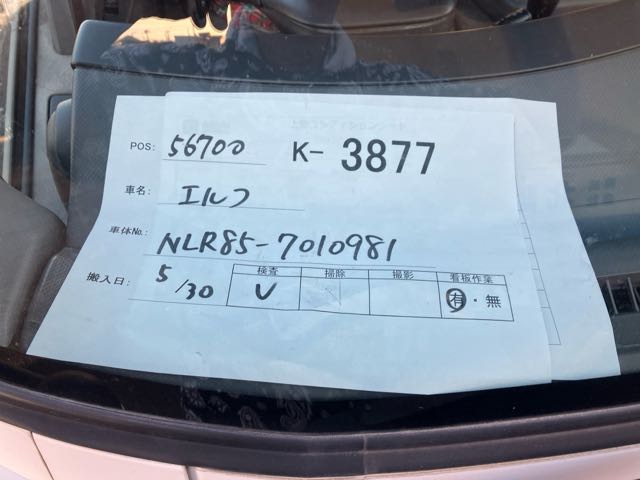 POS: 56700 K- 3877
車名: エルフ
車体No.: NLR85-7010981
搬入日: 5/30
検査 掃除 撮影 看板作業
V 有・無